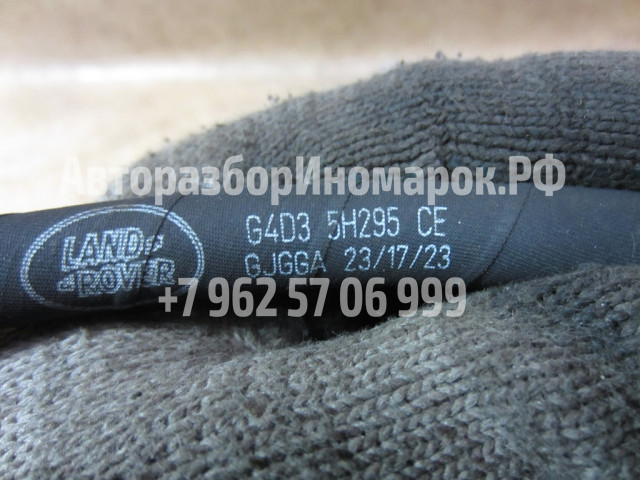 АвторазборИномарок.РФ
G4D3 5H295 CE
LAND
ROVER
GJGGA 23/17/23
+7 962 57 06 999